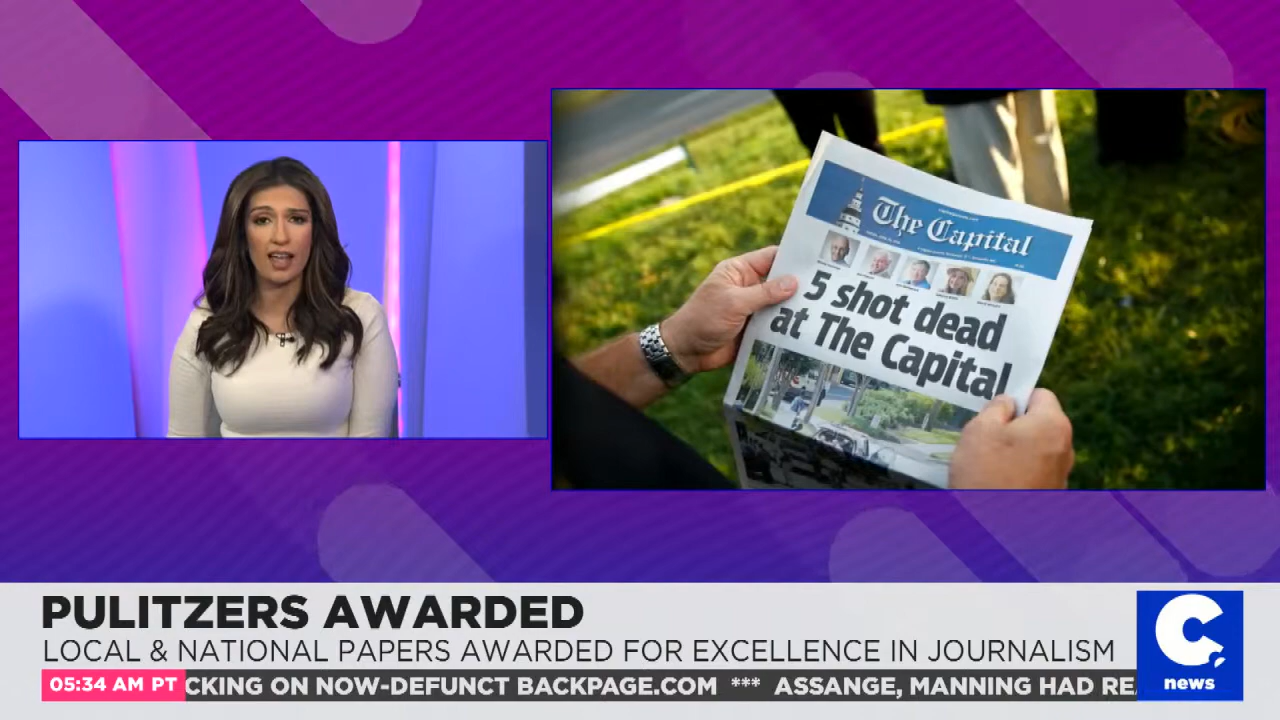 The Capital
5 shot dead
at The Capital
PULITZERS AWARDED
LOCAL & NATIONAL PAPERS AWARDED FOR EXCELLENCE IN JOURNALISM
05:34 AM PT
CKING ON NOW-DEFUNCT BACKPAGE.COM *** ASSANGE, MANNING HAD RE
C
news